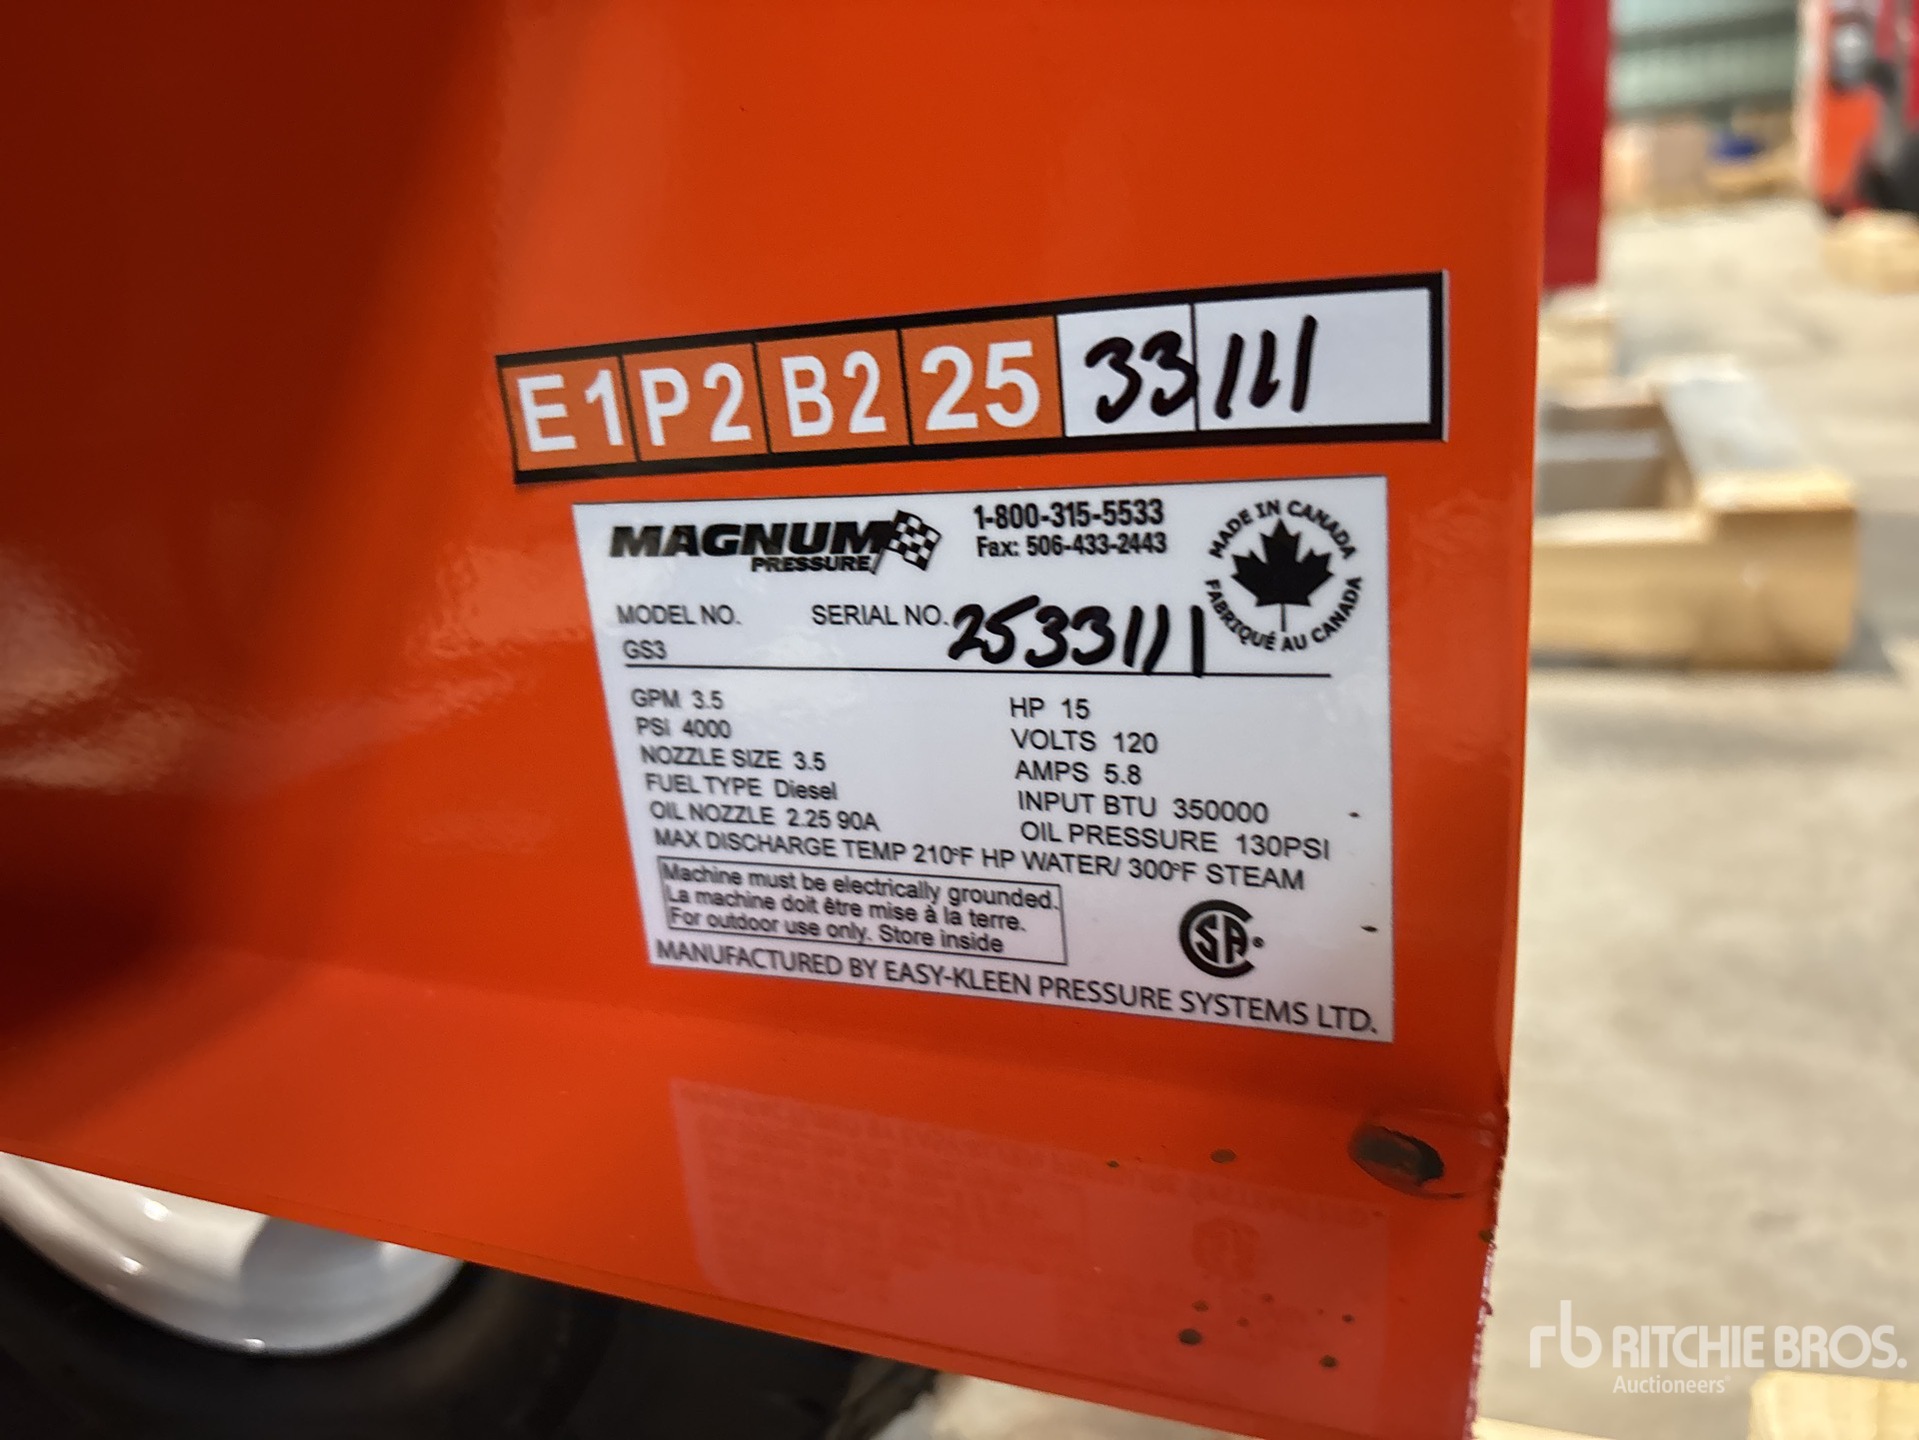 E1 P2 B2 25 33 111
MAGNUM
PRESSURE
1-800-315-5533
Fax: 506-433-2443
MADE IN CANADA
FABRIQUÉ AU CANADA
MODEL NO. SERIAL NO. 2533111
GS3
GPM 3.5 HP 15
PSI 4000 VOLTS 120
NOZZLE SIZE 3.5 AMPS 5.8
FUEL TYPE Diesel INPUT BTU 350000
OIL NOZZLE 2.25 90A OIL PRESSURE 130PSI
MAX DISCHARGE TEMP 210°F HP WATER/ 300°F STEAM
Machine must be electrically grounded.
La machine doit être mise à la terre.
For outdoor use only. Store inside
SA®
MANUFACTURED BY EASY-KLEEN PRESSURE SYSTEMS LTD.
rb RITCHIE BROS.
Auctioneers